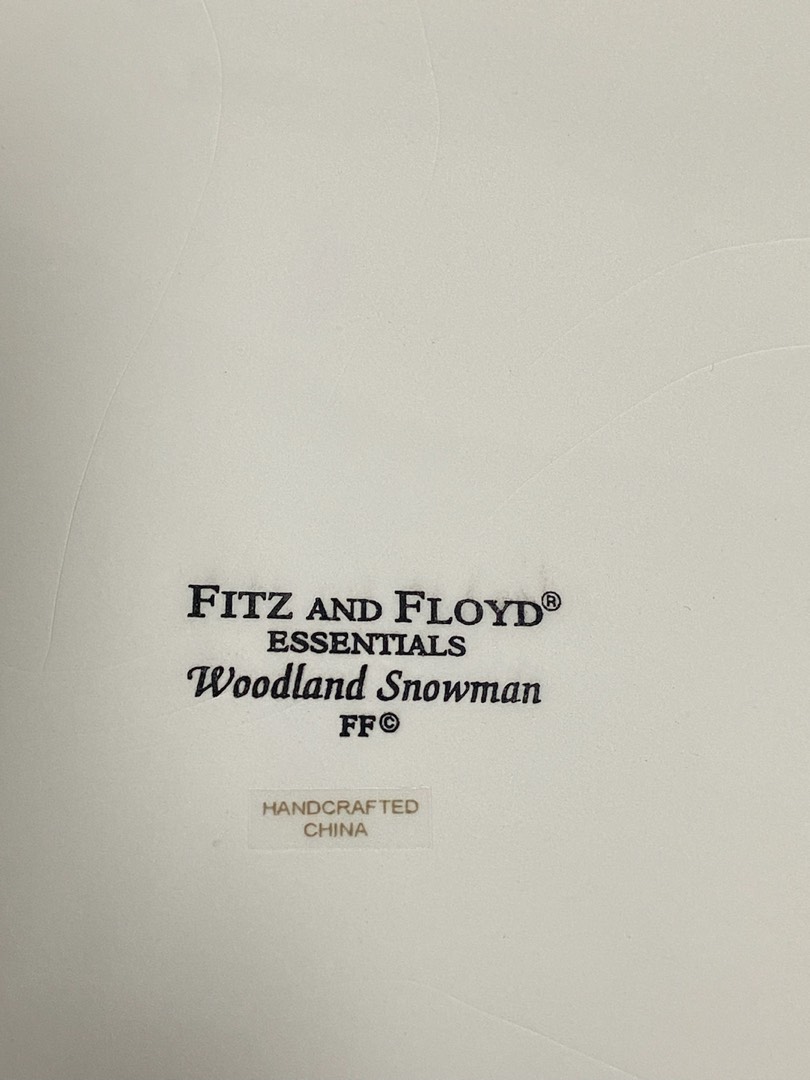 FITZ AND FLOYD®
ESSENTIALS
Woodland Snowman
FF©
HANDCRAFTED
CHINA